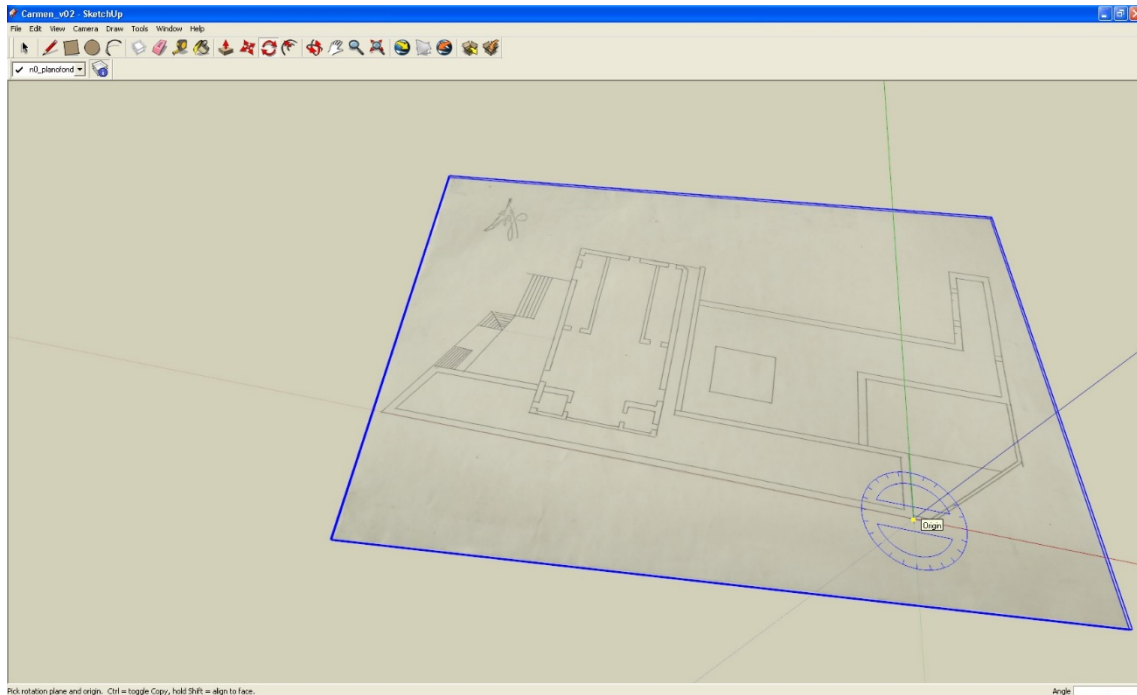 Carmen_v02 - SketchUp
File Edit View Camera Draw Tools Window Help
n0_planofond
Origin
Pick rotation plane and origin. Ctrl = toggle Copy, hold Shift = align to face.
Angle